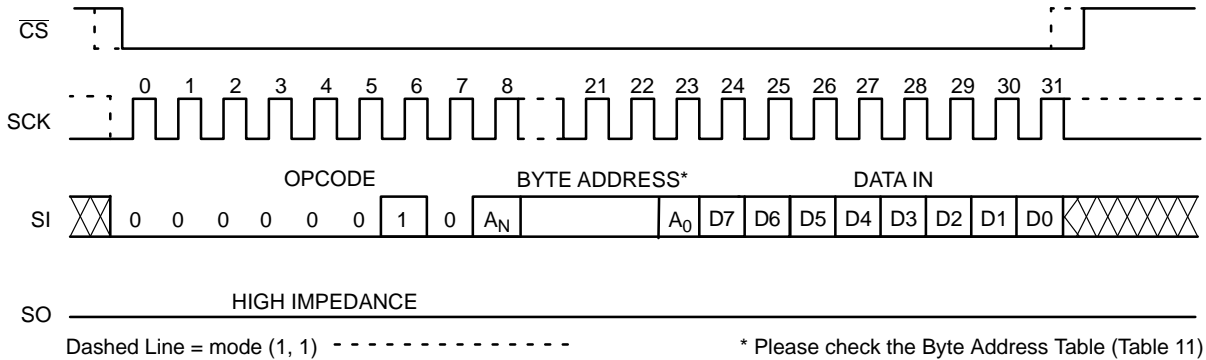 CS
0 1 2 3 4 5 6 7 8 21 22 23 24 25 26 27 28 29 30 31
SCK
OPCODE BYTE ADDRESS* DATA IN
SI 0 0 0 0 0 0 1 0 AN A0 D7 D6 D5 D4 D3 D2 D1 D0
HIGH IMPEDANCE
SO
Dashed Line = mode (1, 1) * Please check the Byte Address Table (Table 11)